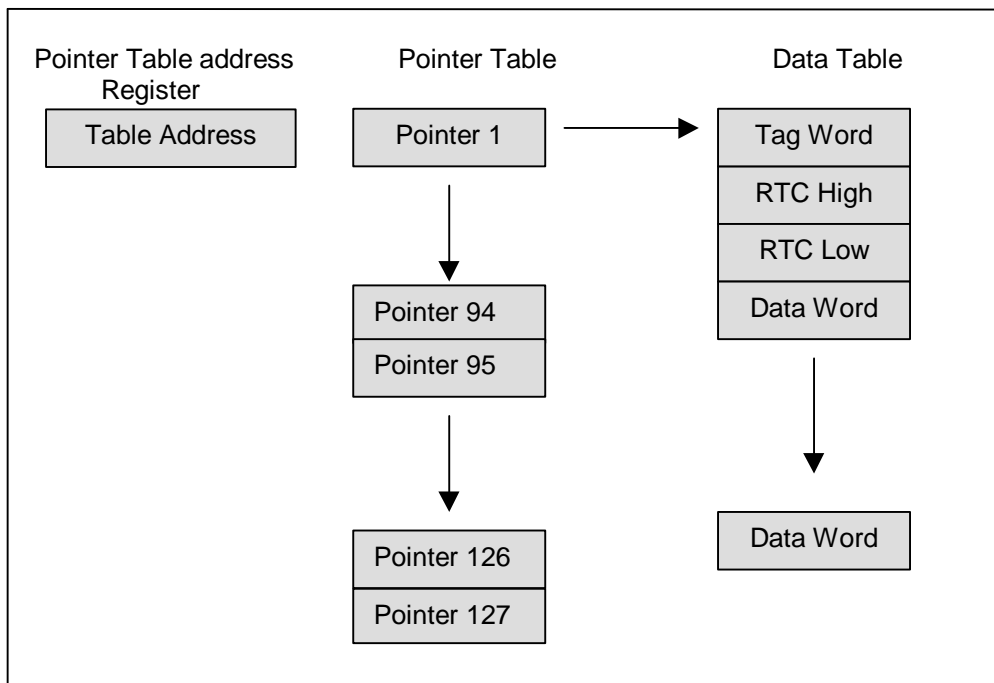 Pointer Table address
Register
Table Address
Pointer Table
Pointer 1
Pointer 94
Pointer 95
Pointer 126
Pointer 127
Data Table
Tag Word
RTC High
RTC Low
Data Word
Data Word